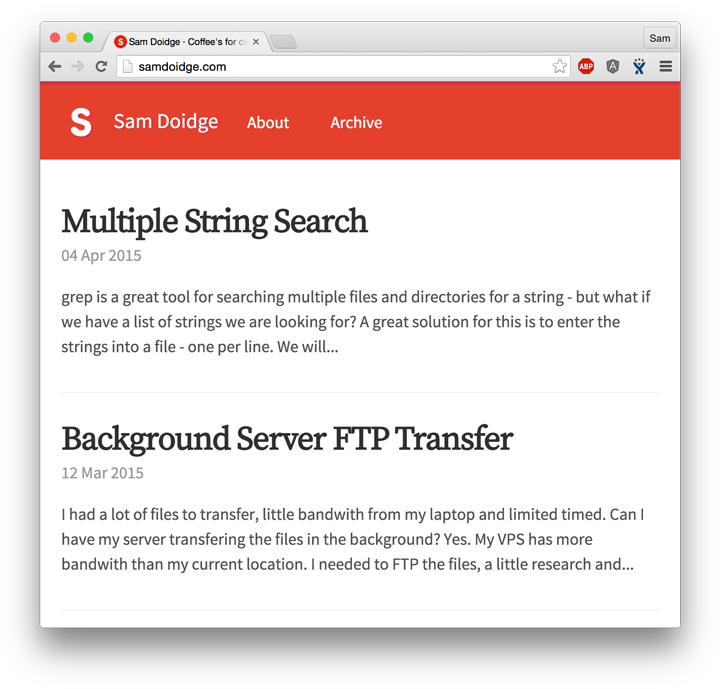 Sam Doidge · Coffee's for cl
Sam
samdoidge.com
ABP
A
S
Sam Doidge
About
Archive
Multiple String Search
04 Apr 2015
grep is a great tool for searching multiple files and directories for a string - but what if
we have a list of strings we are looking for? A great solution for this is to enter the
strings into a file - one per line. We will...
Background Server FTP Transfer
12 Mar 2015
I had a lot of files to transfer, little bandwith from my laptop and limited timed. Can I
have my server transfering the files in the background? Yes. My VPS has more
bandwith than my current location. I needed to FTP the files, a little research and...